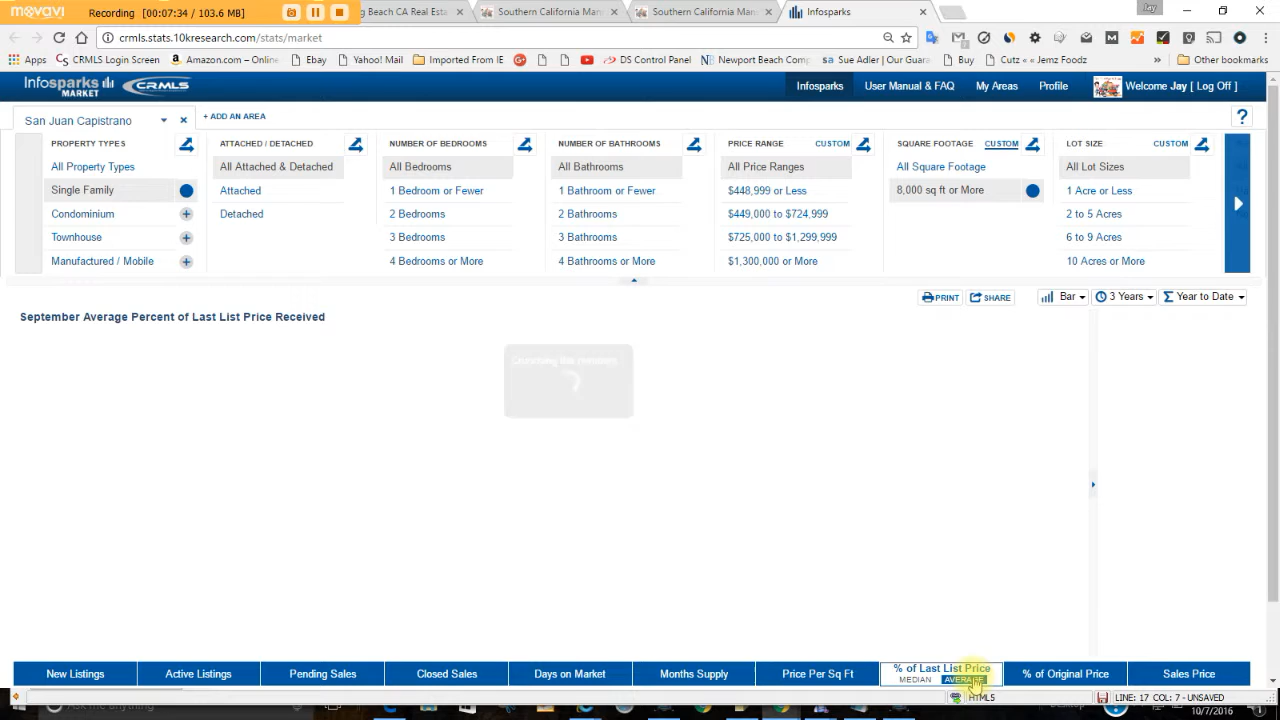 movavi Recording ( 00:07:34 / 103.6 MB )
g Beach CA Real Esta
Southern California Man
Southern California Man
Infosparks
Jay
crmls.stats.10kresearch.com/stats/market
Apps
CRMLS Login Screen
Amazon.com – Online
Ebay
Yahoo! Mail
Imported From IE
DS Control Panel
Newport Beach Comp
Sue Adler | Our Guara
Buy
Cutz «« Jemz Foodz
»
Other bookmarks
Infosparks MARKET CRMLS
Infosparks
User Manual & FAQ
My Areas
Profile
Welcome Jay [ Log Off ]
San Juan Capistrano
+ ADD AN AREA
?
PROPERTY TYPES
All Property Types
Single Family
Condominium
Townhouse
Manufactured / Mobile
ATTACHED / DETACHED
All Attached & Detached
Attached
Detached
NUMBER OF BEDROOMS
All Bedrooms
1 Bedroom or Fewer
2 Bedrooms
3 Bedrooms
4 Bedrooms or More
NUMBER OF BATHROOMS
All Bathrooms
1 Bathroom or Fewer
2 Bathrooms
3 Bathrooms
4 Bathrooms or More
PRICE RANGE CUSTOM
All Price Ranges
$448,999 or Less
$449,000 to $724,999
$725,000 to $1,299,999
$1,300,000 or More
SQUARE FOOTAGE CUSTOM
All Square Footage
8,000 sq ft or More
LOT SIZE CUSTOM
All Lot Sizes
1 Acre or Less
2 to 5 Acres
6 to 9 Acres
10 Acres or More
PRINT
SHARE
Bar
3 Years
Year to Date
September Average Percent of Last List Price Received
New Listings
Active Listings
Pending Sales
Closed Sales
Days on Market
Months Supply
Price Per Sq Ft
% of Last List Price
MEDIAN AVERAGE
% of Original Price
Sales Price
HTML5
LINE: 17 COL: 7 - UNSAVED
Ask me anything
Desktop
10/7/2016